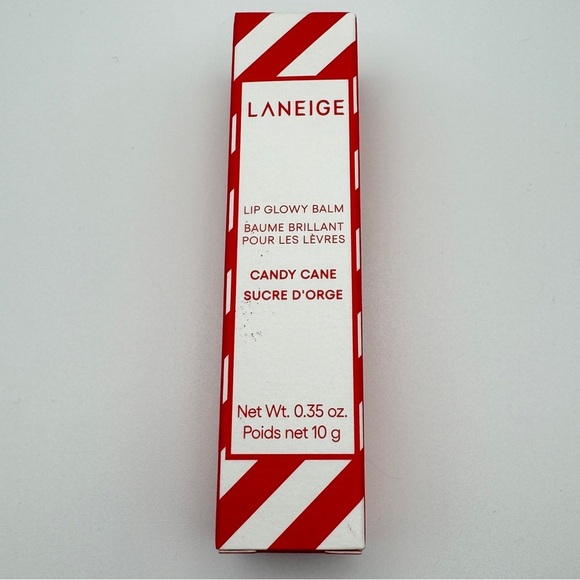 LANEIGE
LIP GLOWY BALM
BAUME BRILLANT
POUR LES LÈVRES
CANDY CANE
SUCRE D'ORGE
Net Wt. 0.35 oz.
Poids net 10 g